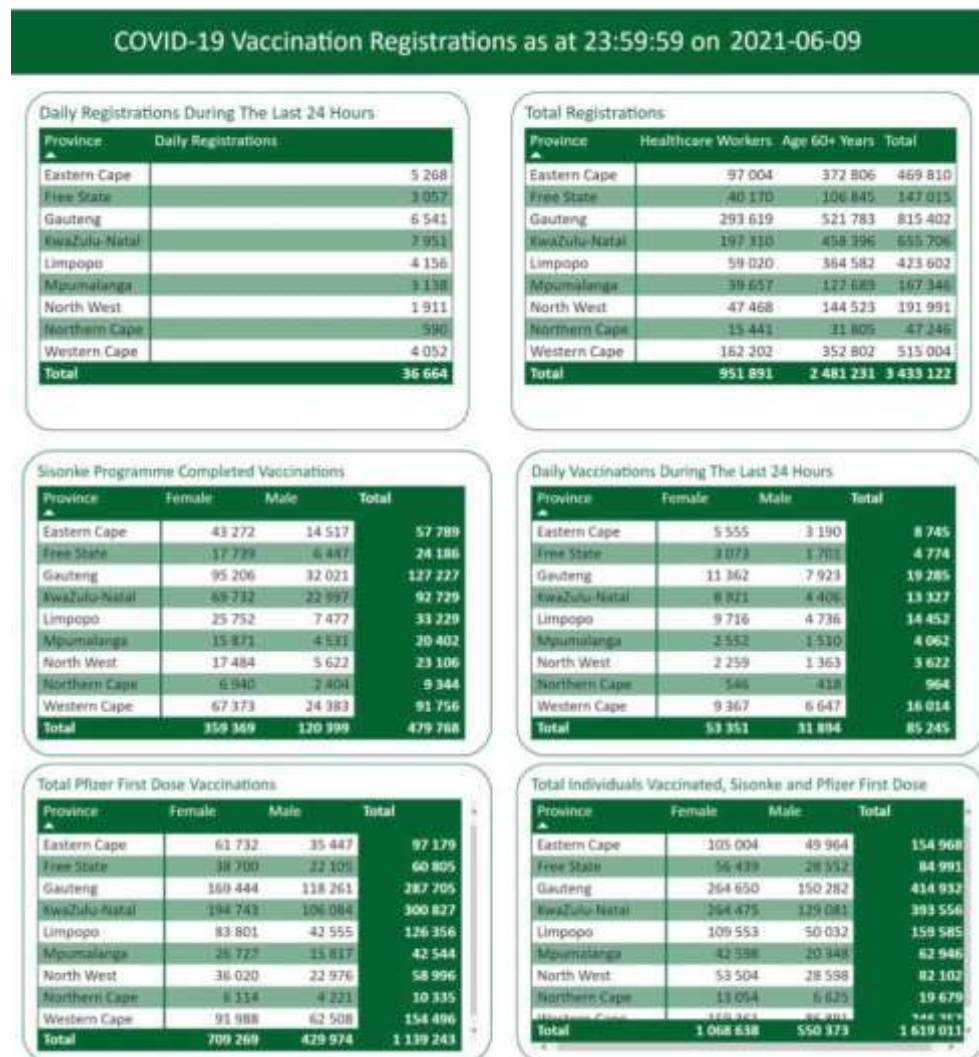 COVID-19 Vaccination Registrations as at 23:59:59 on 2021-06-09
Daily Registrations During The Last 24 Hours
Province Daily Registrations
Eastern Cape 5 268
Free State 3 057
Gauteng 6 541
KwaZulu-Natal 7 951
Limpopo 4 156
Mpumalanga 3 138
North West 1 911
Northern Cape 590
Western Cape 4 052
Total 36 664
Total Registrations
Province Healthcare Workers Age 60+ Years Total
Eastern Cape 97 004 372 806 469 810
Free State 40 170 106 845 147 015
Gauteng 293 619 521 783 815 402
KwaZulu-Natal 197 310 458 396 655 706
Limpopo 59 020 364 582 423 602
Mpumalanga 39 657 127 689 167 346
North West 47 468 144 523 191 991
Northern Cape 15 441 31 805 47 246
Western Cape 162 202 352 802 515 004
Total 951 891 2 481 231 3 433 122
Sisonke Programme Completed Vaccinations
Province Female Male Total
Eastern Cape 43 272 14 517 57 789
Free State 17 739 6 447 24 186
Gauteng 95 206 32 021 127 227
KwaZulu-Natal 69 732 22 997 92 729
Limpopo 25 752 7 477 33 229
Mpumalanga 15 871 4 531 20 402
North West 17 484 5 622 23 106
Northern Cape 6 940 2 404 9 344
Western Cape 67 373 24 383 91 756
Total 359 369 120 399 479 768
Daily Vaccinations During The Last 24 Hours
Province Female Male Total
Eastern Cape 5 555 3 190 8 745
Free State 3 073 1 701 4 774
Gauteng 11 362 7 923 19 285
KwaZulu-Natal 8 921 4 406 13 327
Limpopo 9 716 4 736 14 452
Mpumalanga 2 552 1 510 4 062
North West 2 259 1 363 3 622
Northern Cape 546 418 964
Western Cape 9 367 6 647 16 014
Total 53 351 31 894 85 245
Total Pfizer First Dose Vaccinations
Province Female Male Total
Eastern Cape 61 732 35 447 97 179
Free State 38 700 22 105 60 805
Gauteng 169 444 118 261 287 705
KwaZulu-Natal 194 743 106 084 300 827
Limpopo 83 801 42 555 126 356
Mpumalanga 26 727 15 817 42 544
North West 36 020 22 976 58 996
Northern Cape 6 114 4 221 10 335
Western Cape 91 988 62 508 154 496
Total 709 269 429 974 1 139 243
Total Individuals Vaccinated, Sisonke and Pfizer First Dose
Province Female Male Total
Eastern Cape 105 004 49 964 154 968
Free State 56 439 28 552 84 991
Gauteng 264 650 150 282 414 932
KwaZulu-Natal 264 475 129 081 393 556
Limpopo 109 553 50 032 159 585
Mpumalanga 42 598 20 348 62 946
North West 53 504 28 598 82 102
Northern Cape 13 054 6 625 19 679
Total 1 068 638 550 373 1 619 011